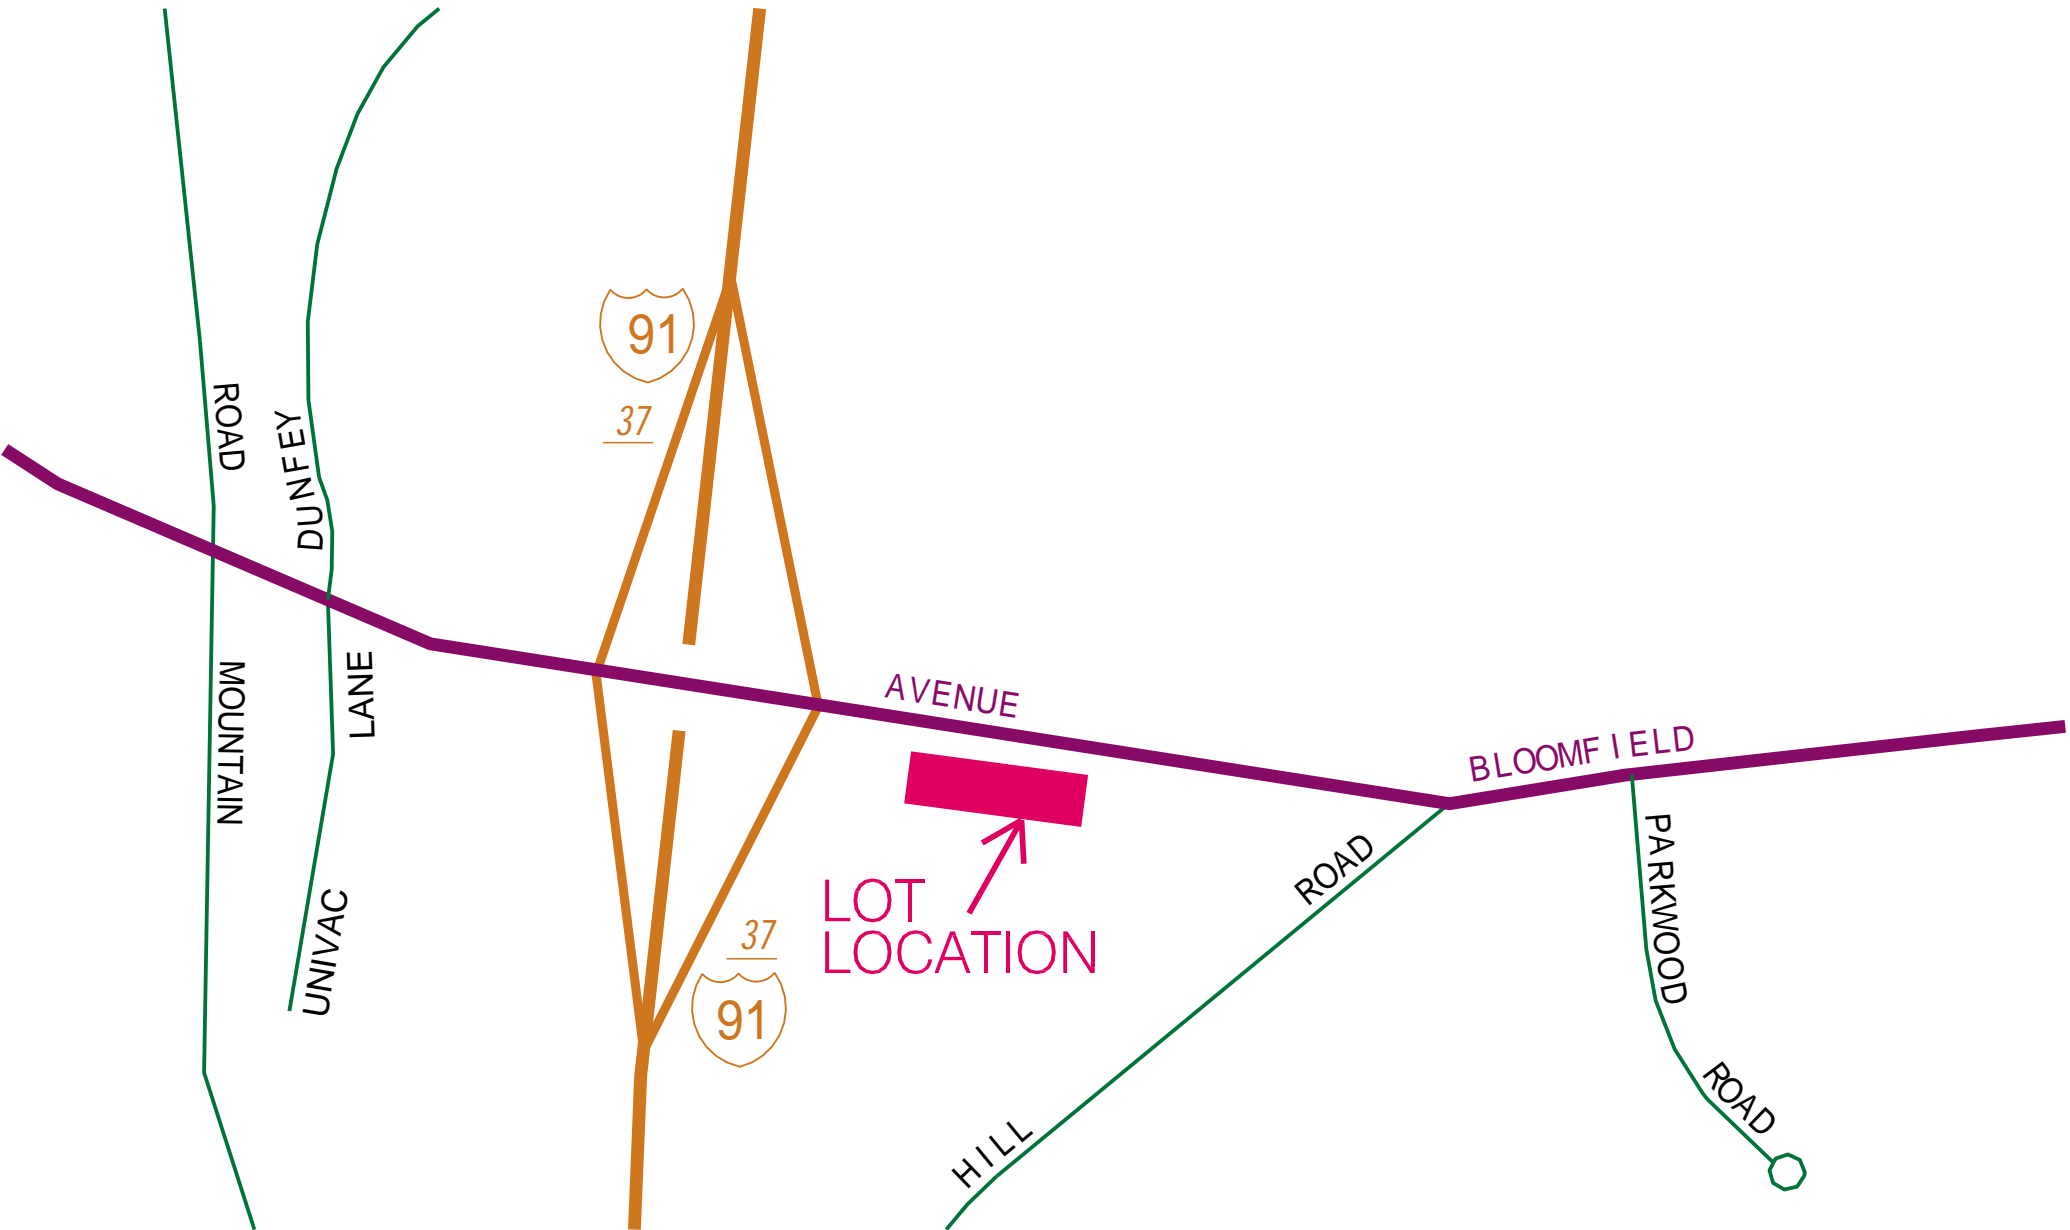 91
37
ROAD
DUNFEY
MOUNTAIN
LANE
UNIVAC
AVENUE
BLOOMFIELD
LOT
LOCATION
37
91
ROAD
HILL
PARKWOOD
ROAD